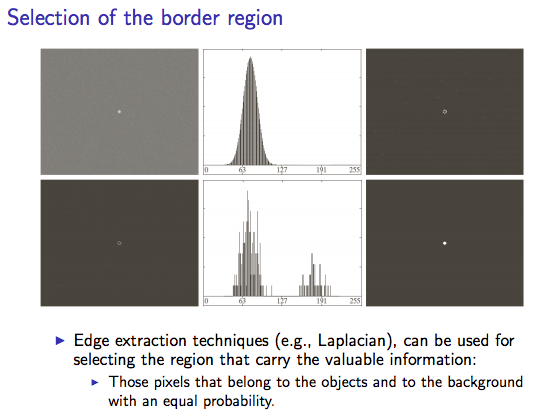 Selection of the border region
0 63 127 191 255
0 63 127 191 255
Edge extraction techniques (e.g., Laplacian), can be used for
selecting the region that carry the valuable information:
Those pixels that belong to the objects and to the background
with an equal probability.